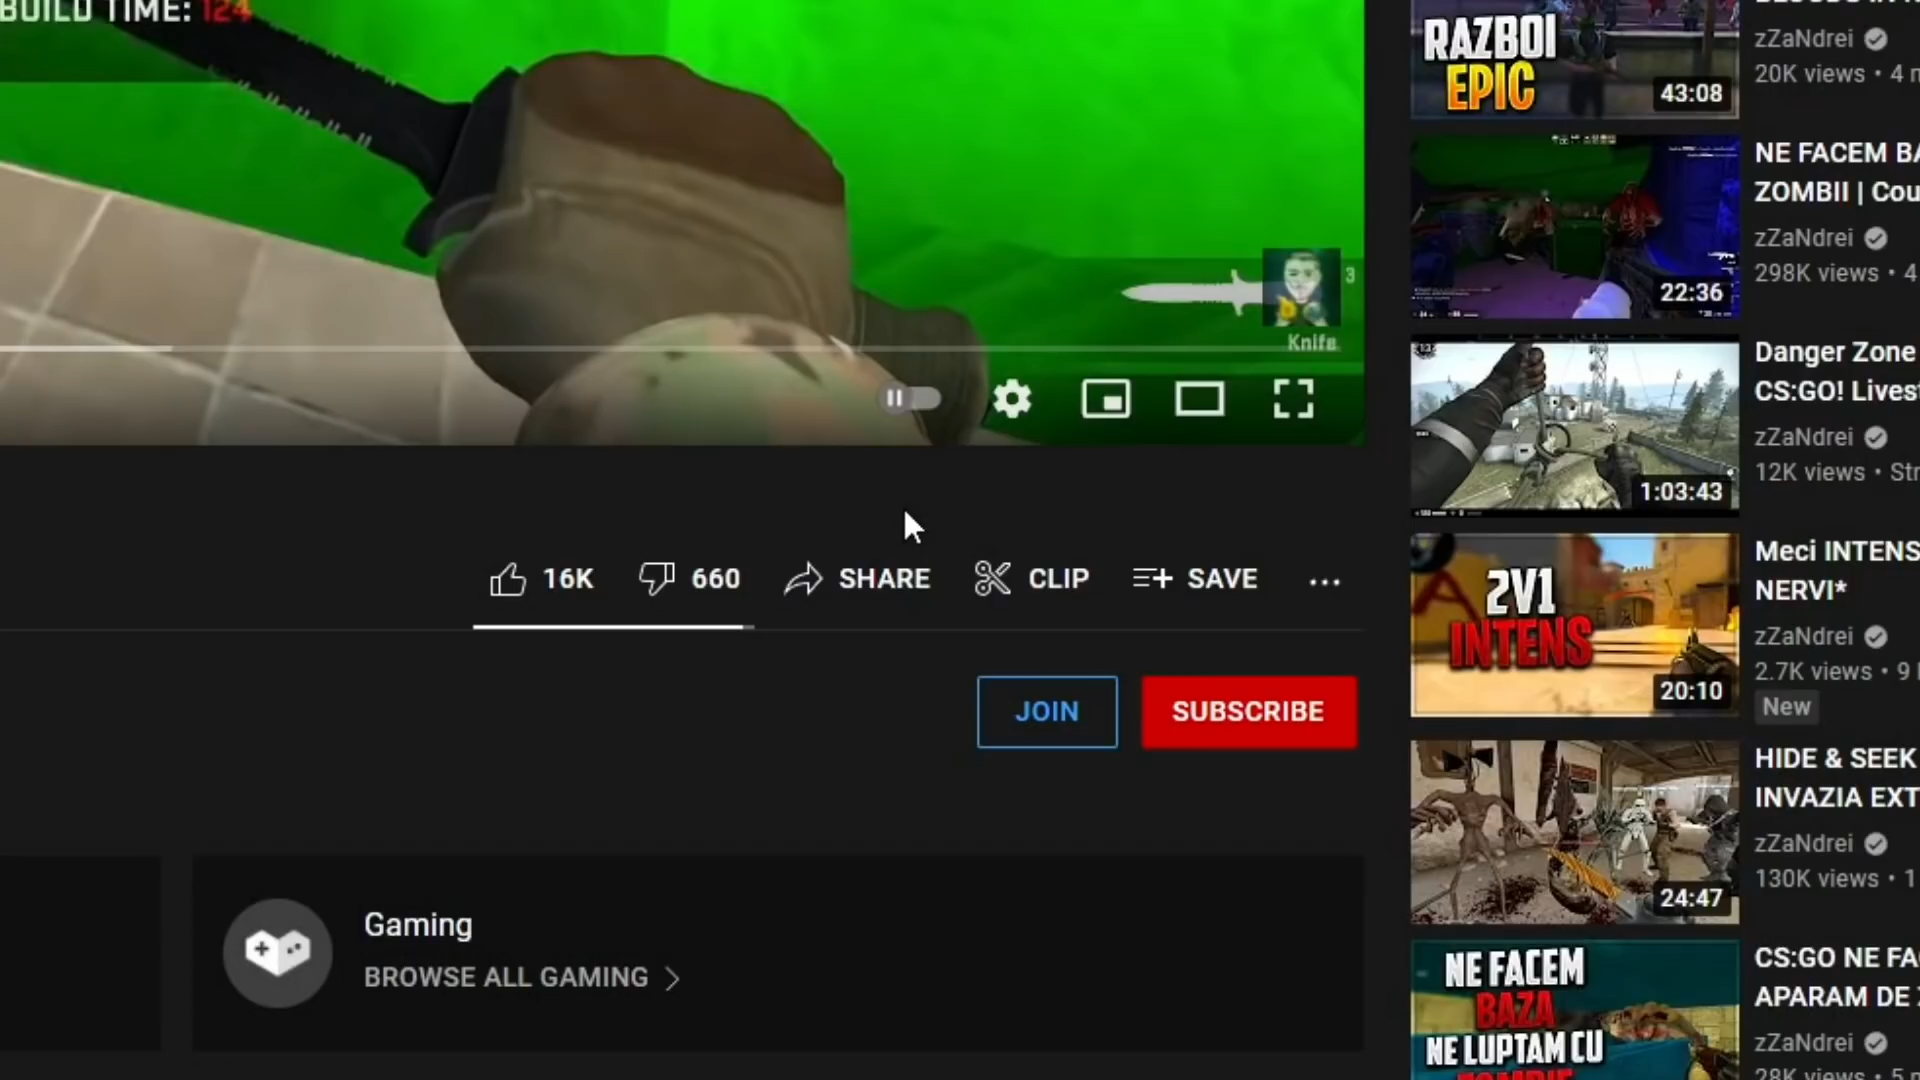 BUILD TIME: 124
3
Knife
16K
660
SHARE
CLIP
SAVE
JOIN
SUBSCRIBE
Gaming
BROWSE ALL GAMING
RAZBOI
EPIC
43:08
zZaNdrei
20K views • 4
22:36
NE FACEM BA
ZOMBII | Cou
zZaNdrei
298K views • 4
1:03:43
Danger Zone
CS:GO! Lives
zZaNdrei
12K views • Str
2V1
INTENS
20:10
Meci INTENS
NERVI*
zZaNdrei
2.7K views • 9
New
24:47
HIDE & SEEK
INVAZIA EXT
zZaNdrei
130K views • 1
NE FACEM
BAZA
NE LUPTAM CU
ZOMBIE
CS:GO NE FA
APARAM DE
zZaNdrei
28K views • 5